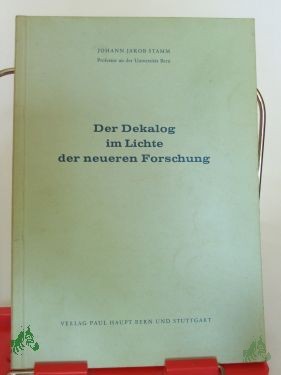 JOHANN JAKOB STAMM
Professor an der Universität Bern
Der Dekalog
im Lichte
der neueren Forschung
VERLAG PAUL HAUPT BERN UND STUTTGART